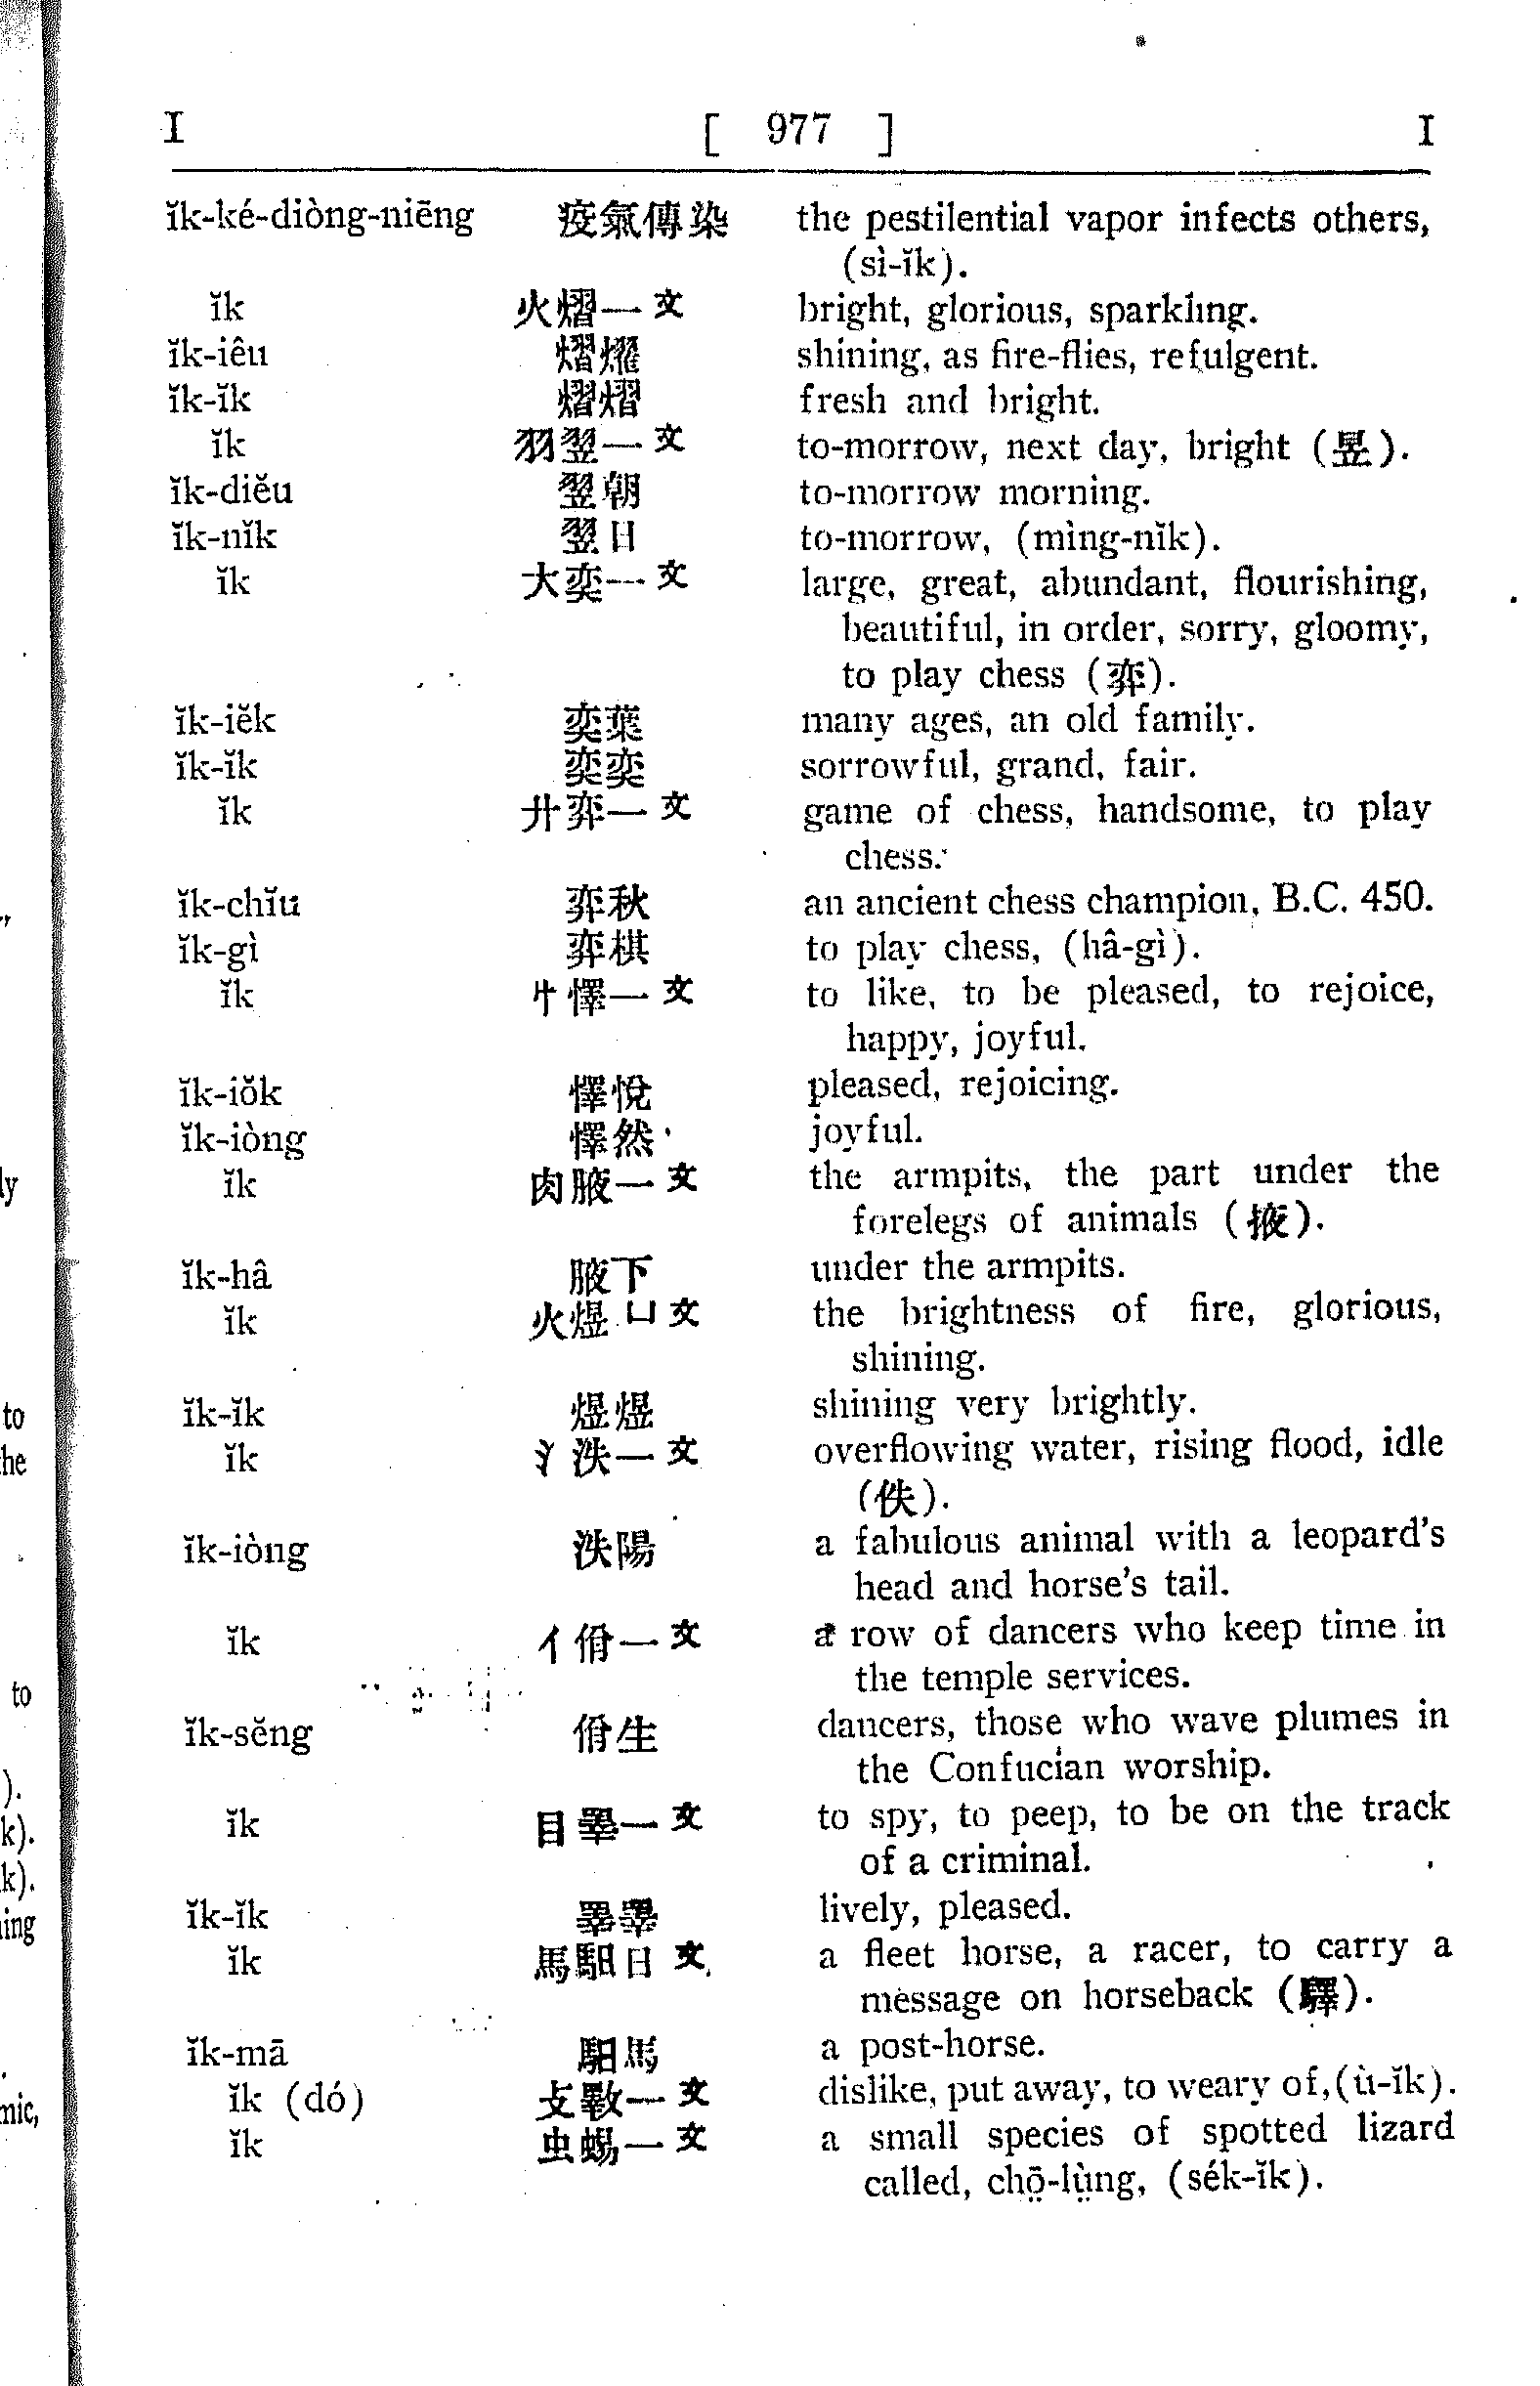 I [ 977 ] I
ĭk-ké-diòng-niēng 疫氣傳染 the pestilential vapor infects others,
(sì-ĭk).
ĭk 火熠一文 bright, glorious, sparkling.
ĭk-iêu 熠燿 shining, as fire-flies, refulgent.
ĭk-ĭk 熠熠 fresh and bright.
ĭk 羽翌一文 to-morrow, next day, bright (昱).
ĭk-diĕu 翌朝 to-morrow morning.
ĭk-nĭk 翌日 to-morrow, (mìng-nĭk).
ĭk 大奕一文 large, great, abundant, flourishing,
beautiful, in order, sorry, gloomy,
to play chess (弈).
ĭk-iĕk 奕葉 many ages, an old family.
ĭk-ĭk 奕奕 sorrowful, grand, fair.
ĭk 廾弈一文 game of chess, handsome, to play
chess.
ĭk-chĭu 弈秋 an ancient chess champion, B.C. 450.
ĭk-gì 弈棋 to play chess, (hâ-gì).
ĭk 忄懌一文 to like, to be pleased, to rejoice,
happy, joyful.
ĭk-iŏk 懌悅 pleased, rejoicing.
ĭk-iòng 懌然 joyful.
ĭk 肉腋一文 the armpits, the part under the
forelegs of animals (掖).
ĭk-hâ 腋下 under the armpits.
ĭk 火煜凵文 the brightness of fire, glorious,
shining.
ĭk-ĭk 煜煜 shining very brightly.
ĭk 氵泆一文 overflowing water, rising flood, idle
(佚).
ĭk-iòng 泆陽 a fabulous animal with a leopard's
head and horse's tail.
ĭk 亻佾一文 a row of dancers who keep time in
the temple services.
ĭk-sĕng 佾生 dancers, those who wave plumes in
the Confucian worship.
ĭk 目睪一文 to spy, to peep, to be on the track
of a criminal.
ĭk-ĭk 睪睪 lively, pleased.
ĭk 馬馹日文 a fleet horse, a racer, to carry a
message on horseback (驛).
ĭk-mā 馹馬 a post-horse.
ĭk (dó) 攴斁一文 dislike, put away, to weary of, (ù-ĭk).
ĭk 虫蜴一文 a small species of spotted lizard
called, chō̤-lṳ̀ng, (sék-ĭk).
ly
to
the
to
).
k).
k).
ing
mic,